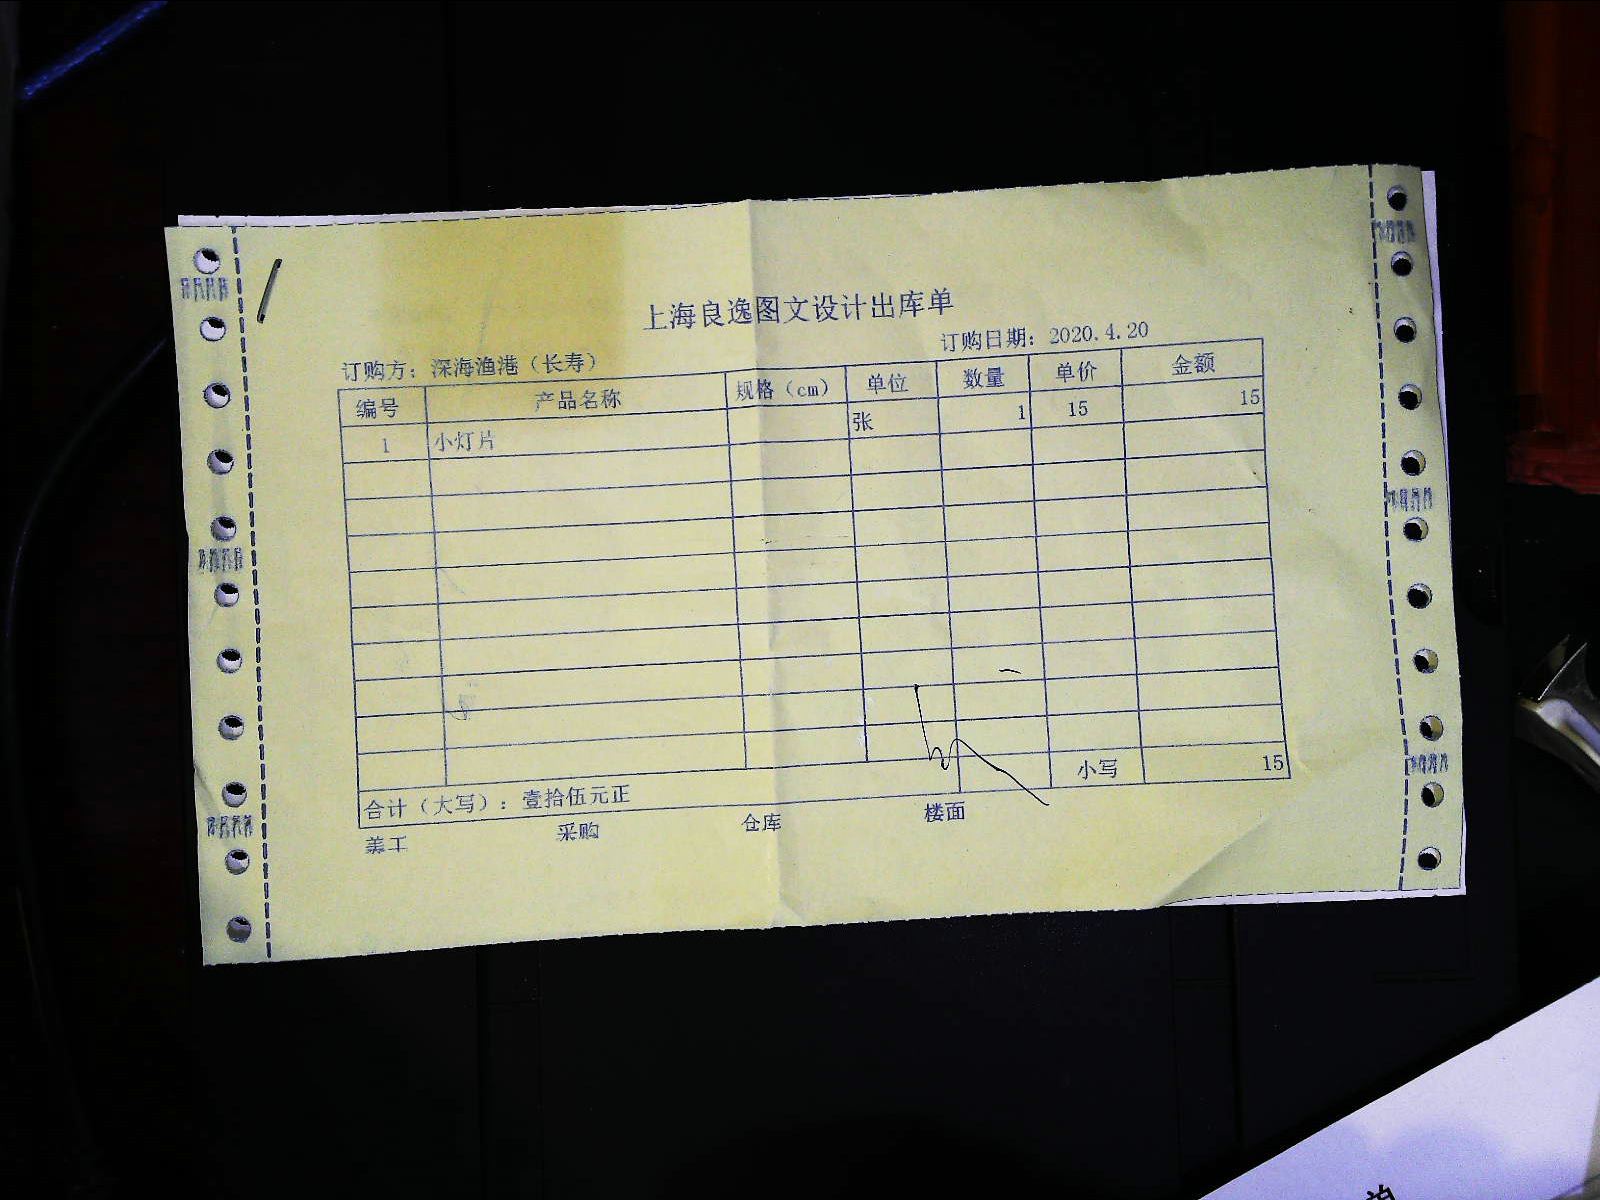 上海良逸图文设计出库单
订购方：深海渔港（长寿） 订购日期：2020.4.20
编号 产品名称 规格（cm） 单位 数量 单价 金额
1 小灯片 张 1 15 15
合计（大写）：壹拾伍元正 小写 15
美工 采购 仓库 楼面